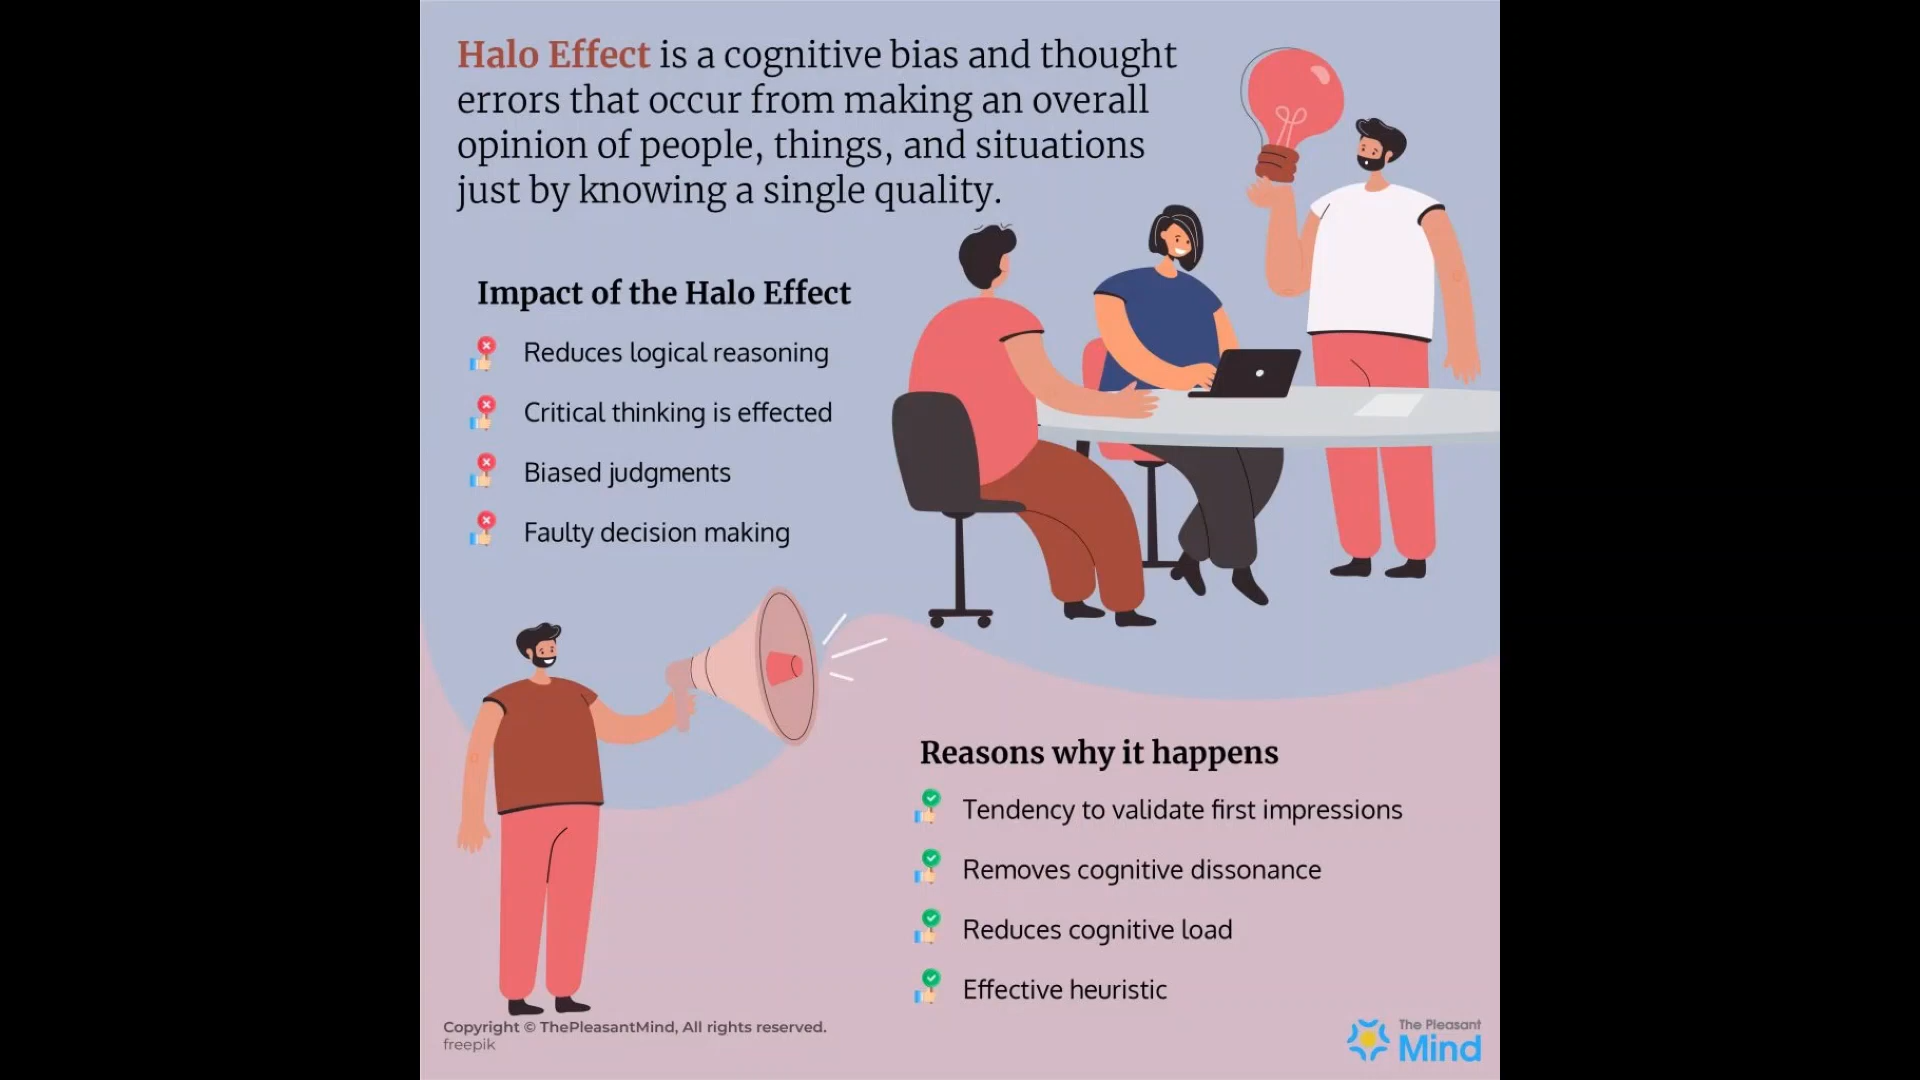 Halo Effect is a cognitive bias and thought
errors that occur from making an overall
opinion of people, things, and situations
just by knowing a single quality.
Impact of the Halo Effect
Reduces logical reasoning
Critical thinking is effected
Biased judgments
Faulty decision making
Reasons why it happens
Tendency to validate first impressions
Removes cognitive dissonance
Reduces cognitive load
Effective heuristic
Copyright © ThePleasantMind, All rights reserved.
freepik
The Pleasant
Mind